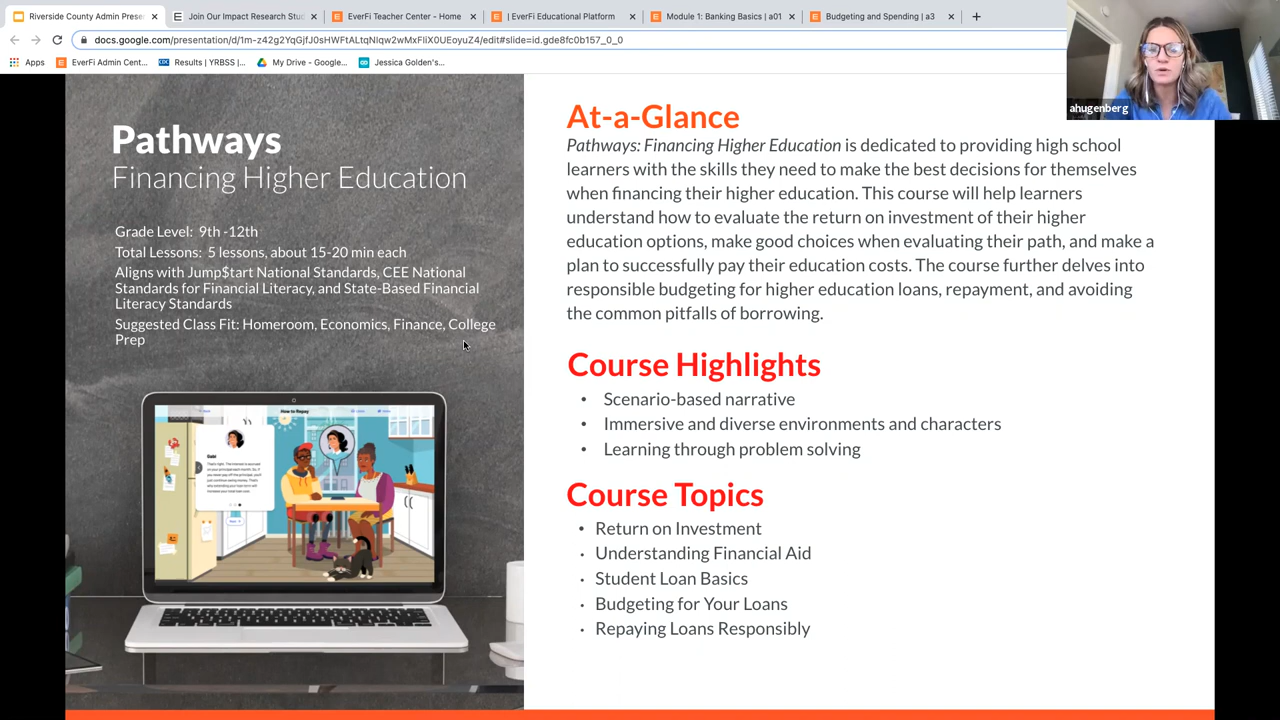 Riverside County Admin Prese
Join Our Impact Research Stud
EverFi Teacher Center - Home
| EverFi Educational Platform
Module 1: Banking Basics | a01
Budgeting and Spending | a3
docs.google.com/presentation/d/1m-z42g2YqGjfJ0sHWFtALtqNIqw2wMxFIiX0UEoyuZ4/edit#slide=id.gde8fc0b157_0_0
Apps
EverFi Admin Cent...
Results | YRBSS |...
My Drive - Google...
Jessica Golden's...
ahugenberg
Pathways
Financing Higher Education
Grade Level: 9th -12th
Total Lessons: 5 lessons, about 15-20 min each
Aligns with Jump$tart National Standards, CEE National
Standards for Financial Literacy, and State-Based Financial
Literacy Standards
Suggested Class Fit: Homeroom, Economics, Finance, College
Prep
How to Repay
Gabi
At-a-Glance
Pathways: Financing Higher Education is dedicated to providing high school
learners with the skills they need to make the best decisions for themselves
when financing their higher education. This course will help learners
understand how to evaluate the return on investment of their higher
education options, make good choices when evaluating their path, and make a
plan to successfully pay their education costs. The course further delves into
responsible budgeting for higher education loans, repayment, and avoiding
the common pitfalls of borrowing.
Course Highlights
• Scenario-based narrative
• Immersive and diverse environments and characters
• Learning through problem solving
Course Topics
• Return on Investment
• Understanding Financial Aid
• Student Loan Basics
• Budgeting for Your Loans
• Repaying Loans Responsibly